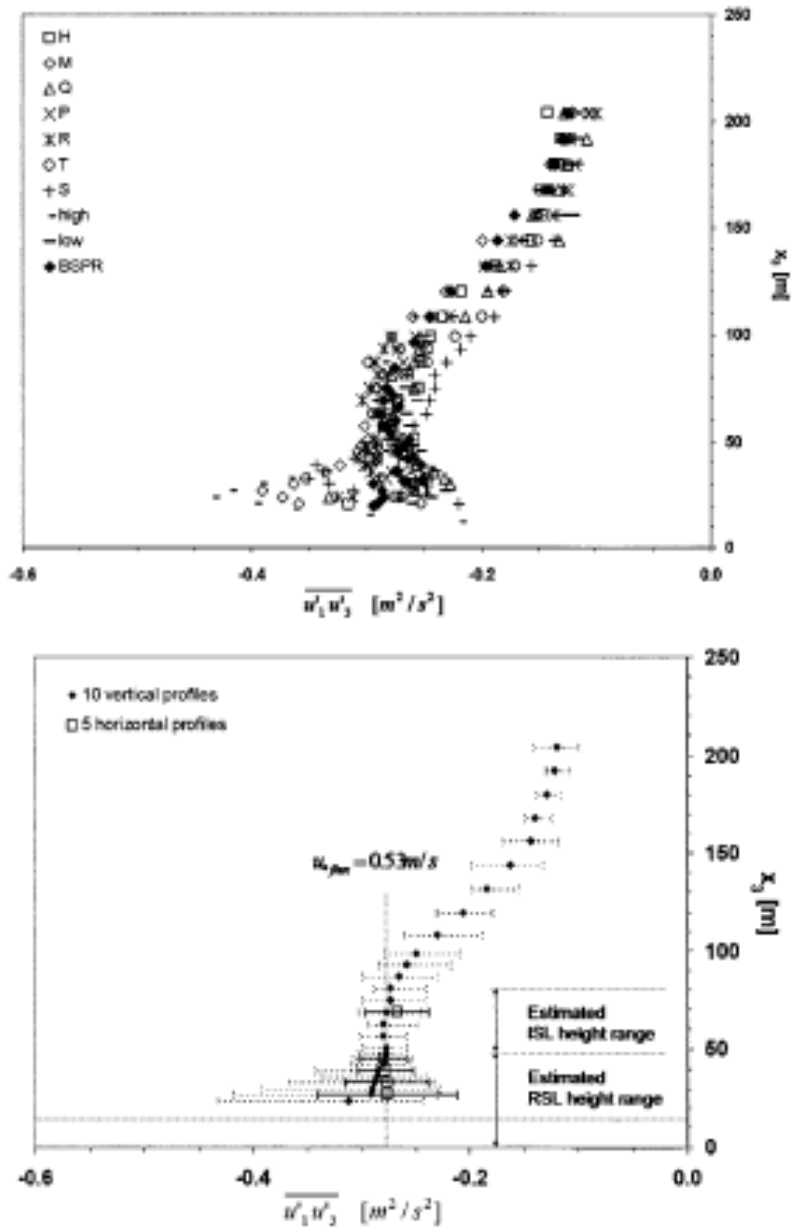 H
M
Q
P
R
T
S
high
low
BSPR
250
200
150
100
50
0
x₃ [m]
-0.6
-0.4
-0.2
0.0
u'₁u'₃ [m²/s²]
10 vertical profiles
5 horizontal profiles
= 0.53m/s
Estimated
ISL height range
Estimated
RSL height range
250
200
150
100
50
0
x₃ [m]
-0.6
-0.4
-0.2
0.0
u'₁u'₃ [m²/s²]